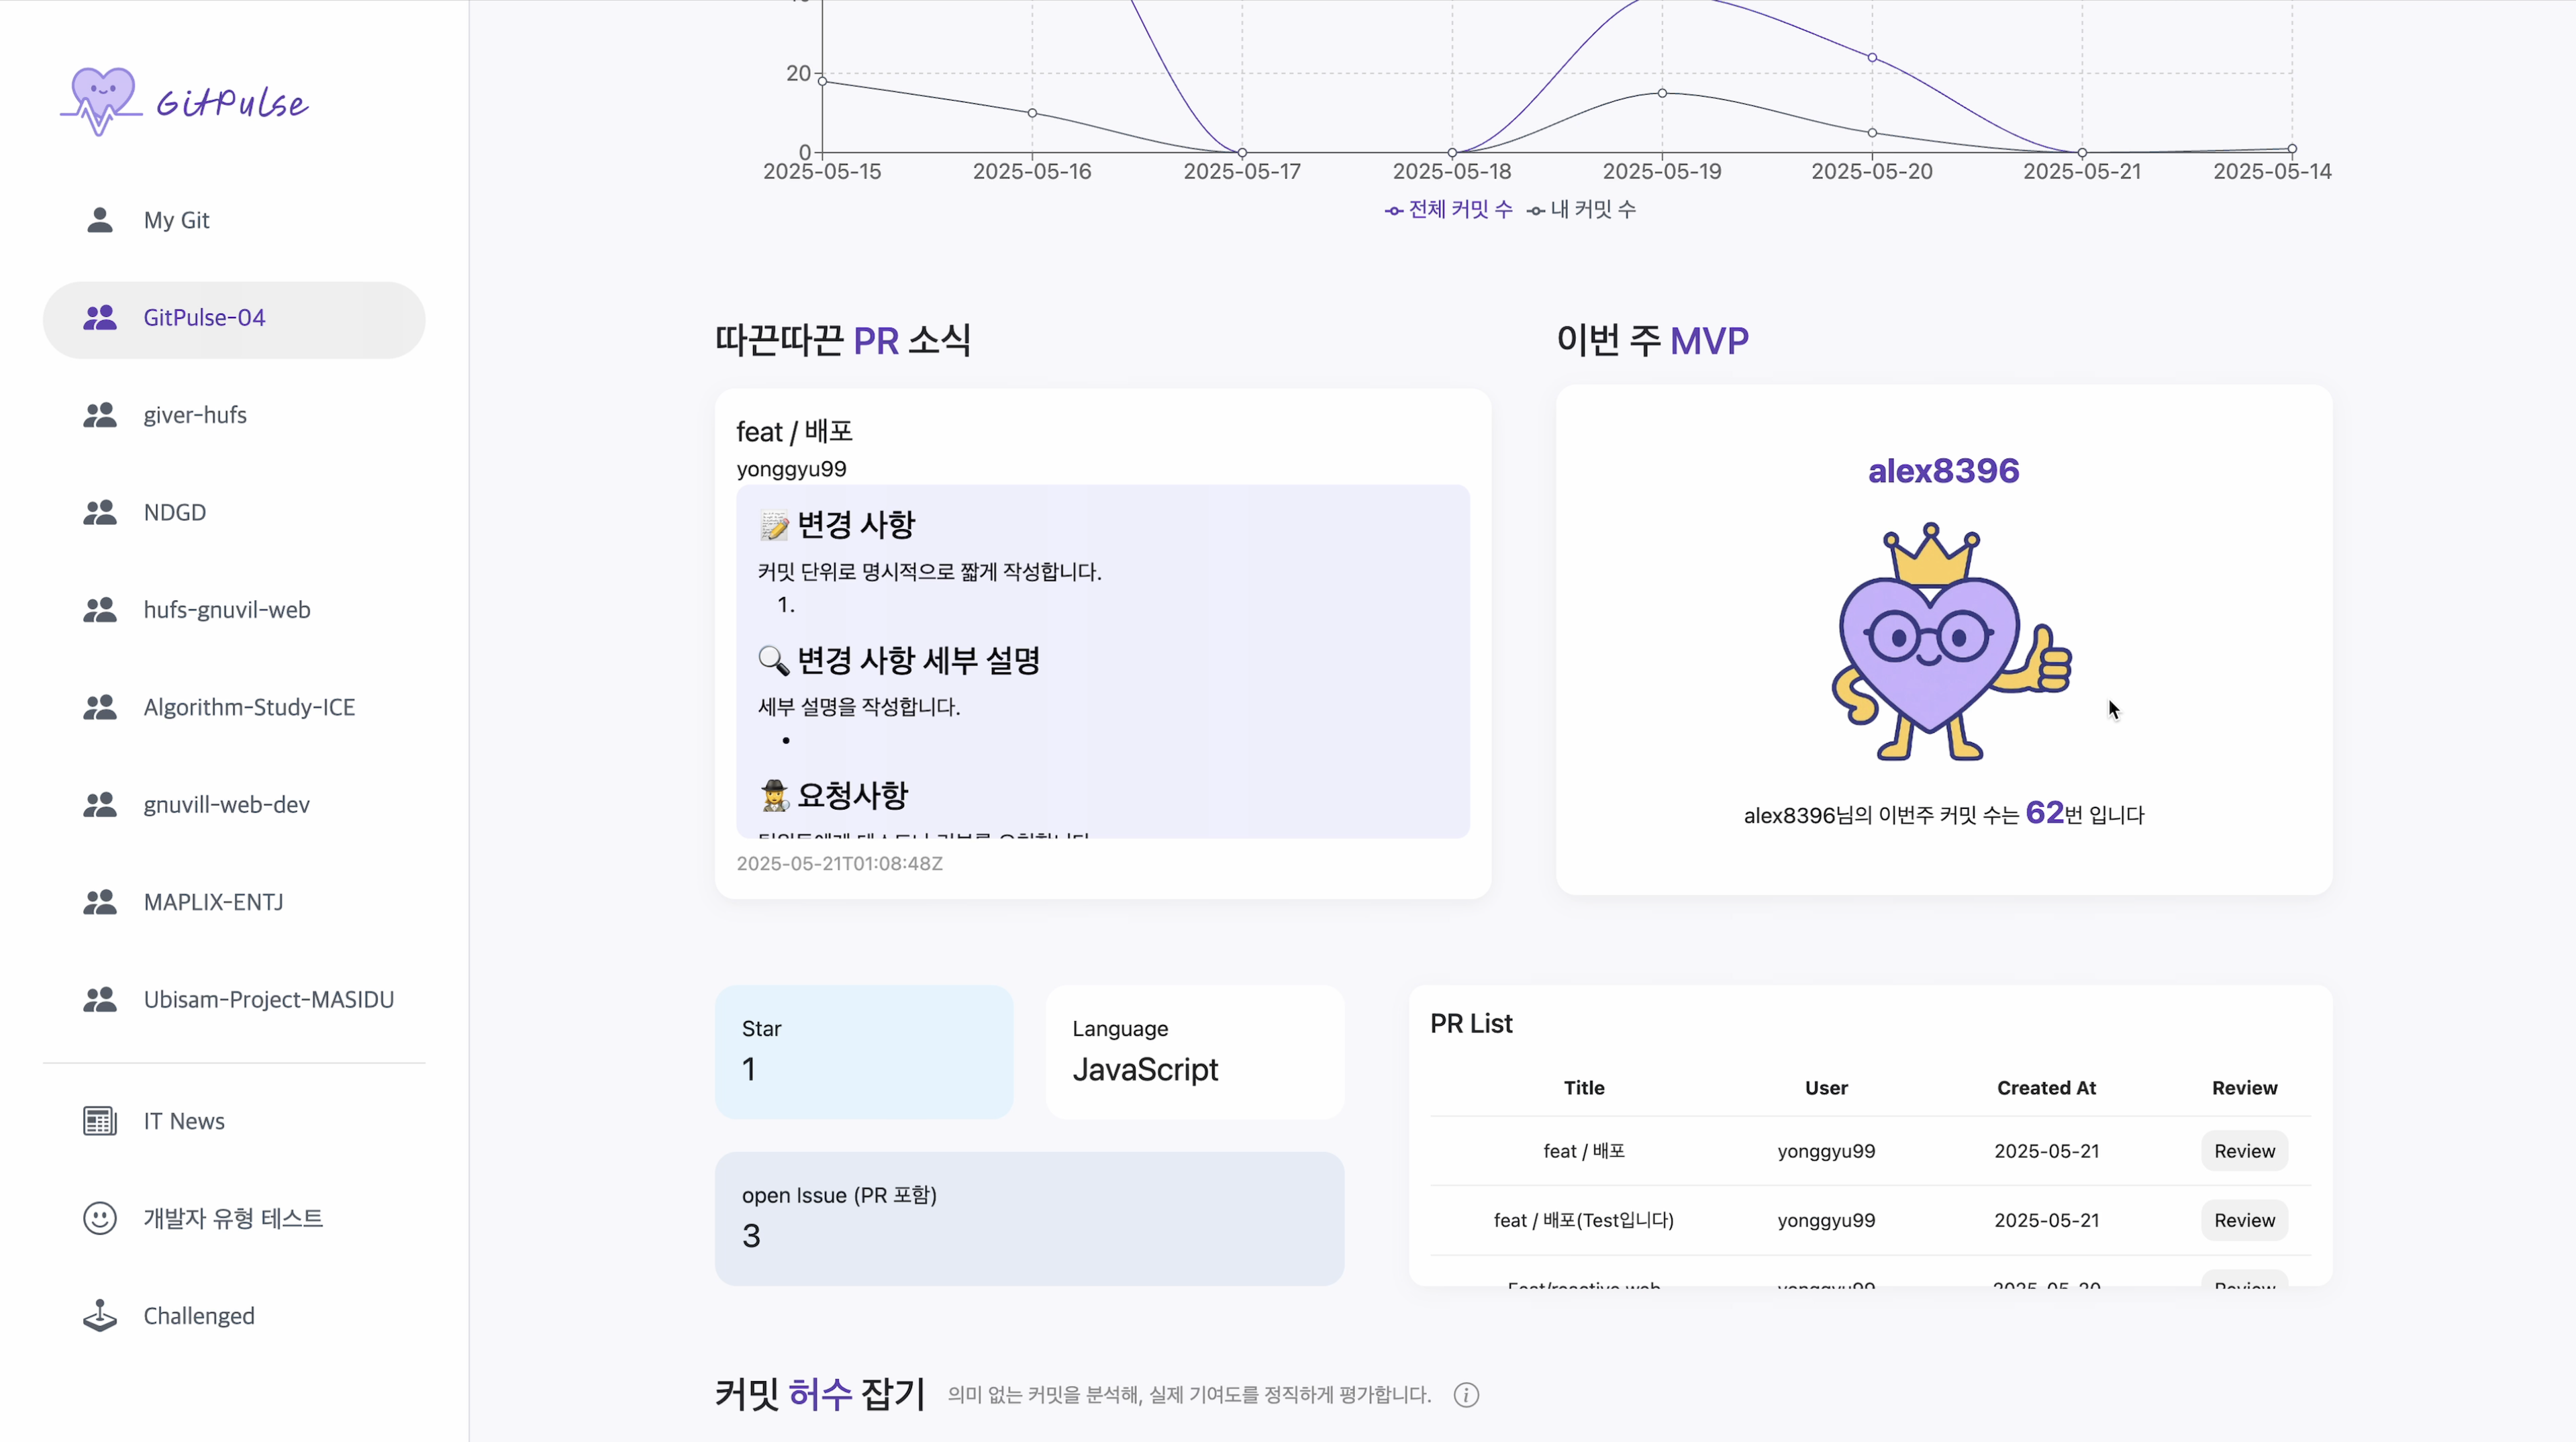 GitPulse
My Git
GitPulse-04
giver-hufs
NDGD
hufs-gnuvil-web
Algorithm-Study-ICE
gnuvill-web-dev
MAPLIX-ENTJ
Ubisam-Project-MASIDU
IT News
개발자 유형 테스트
Challenged
20
0
2025-05-15 2025-05-16 2025-05-17 2025-05-18 2025-05-19 2025-05-20 2025-05-21 2025-05-14
전체 커밋 수 내 커밋 수
따끈따끈 PR 소식
feat / 배포
yonggyu99
📝 변경 사항
커밋 단위로 명시적으로 짧게 작성합니다.
1.
🔍 변경 사항 세부 설명
세부 설명을 작성합니다.
•
🕵️ 요청사항
2025-05-21T01:08:48Z
이번 주 MVP
alex8396
alex8396님의 이번주 커밋 수는 62번 입니다
Star
1
Language
JavaScript
open Issue (PR 포함)
3
PR List
Title User Created At Review
feat / 배포 yonggyu99 2025-05-21 Review
feat / 배포(Test입니다) yonggyu99 2025-05-21 Review
Feat/reactive web yonggyu99 2025-05-20 Review
커밋 허수 잡기 의미 없는 커밋을 분석해, 실제 기여도를 정직하게 평가합니다.